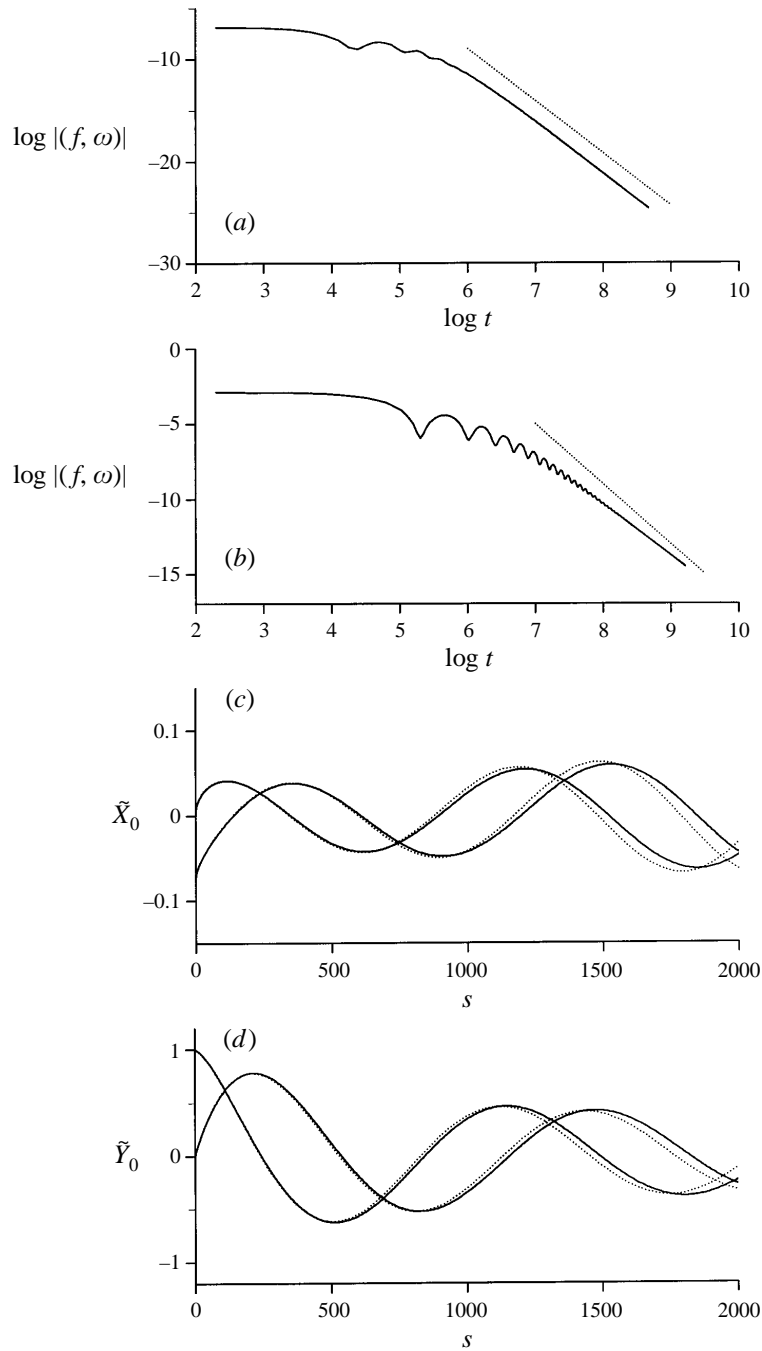 −10
log |(f, ω)|
−20
(a)
−30
2 3 4 5 6 7 8 9 10
log t
0
−5
log |(f, ω)|
−10
(b)
−15
2 3 4 5 6 7 8 9 10
log t
(c)
0.1
X̃₀ 0
−0.1
0 500 1000 1500 2000
s
(d)
1
Ỹ₀ 0
−1
0 500 1000 1500 2000
s